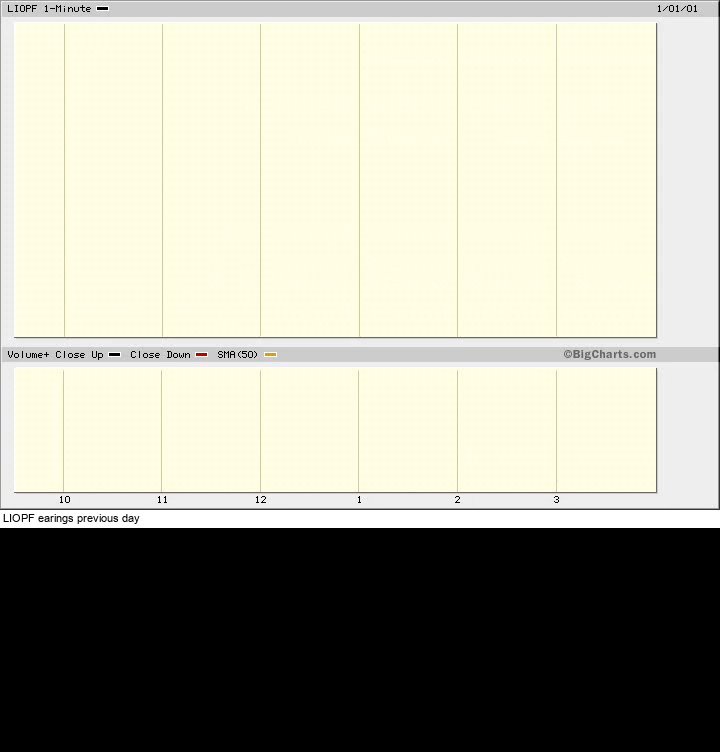 LIOPF 1-Minute 1/01/01
Volume+ Close Up Close Down SMA(50) ©BigCharts.com
10 11 12 1 2 3
LIOPF earings previous day